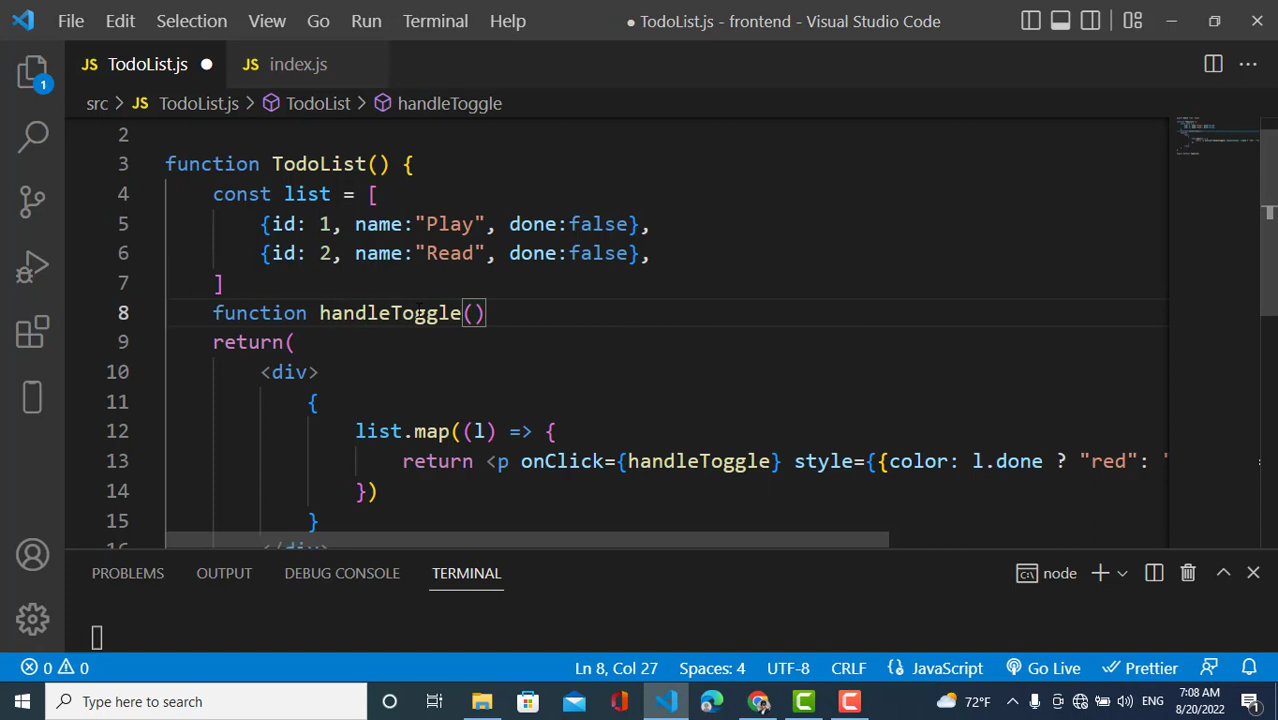 File Edit Selection View Go Run Terminal Help ● TodoList.js - frontend - Visual Studio Code
JS TodoList.js ● JS index.js
1
src > JS TodoList.js > TodoList > handleToggle
2
3 function TodoList() {
4 const list = [
5 {id: 1, name:"Play", done:false},
6 {id: 2, name:"Read", done:false},
7 ]
8 function handleToggle()
9 return(
10 <div>
11 {
12 list.map((l) => {
13 return <p onClick={handleToggle} style={{color: l.done ? "red": "
14 })
15 }
16 </div>
PROBLEMS OUTPUT DEBUG CONSOLE TERMINAL node
0 0 Ln 8, Col 27 Spaces: 4 UTF-8 CRLF JavaScript Go Live Prettier
Type here to search 72°F ENG 7:08 AM
8/20/2022 1